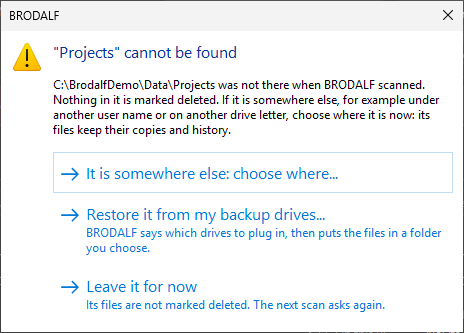 BRODALF
"Projects" cannot be found
C:\BrodalfDemo\Data\Projects was not there when BRODALF scanned.
Nothing in it is marked deleted. If it is somewhere else, for example under
another user name or on another drive letter, choose where it is now: its
files keep their copies and history.
It is somewhere else: choose where...
Restore it from my backup drives...
BRODALF says which drives to plug in, then puts the files in a folder
you choose.
Leave it for now
Its files are not marked deleted. The next scan asks again.